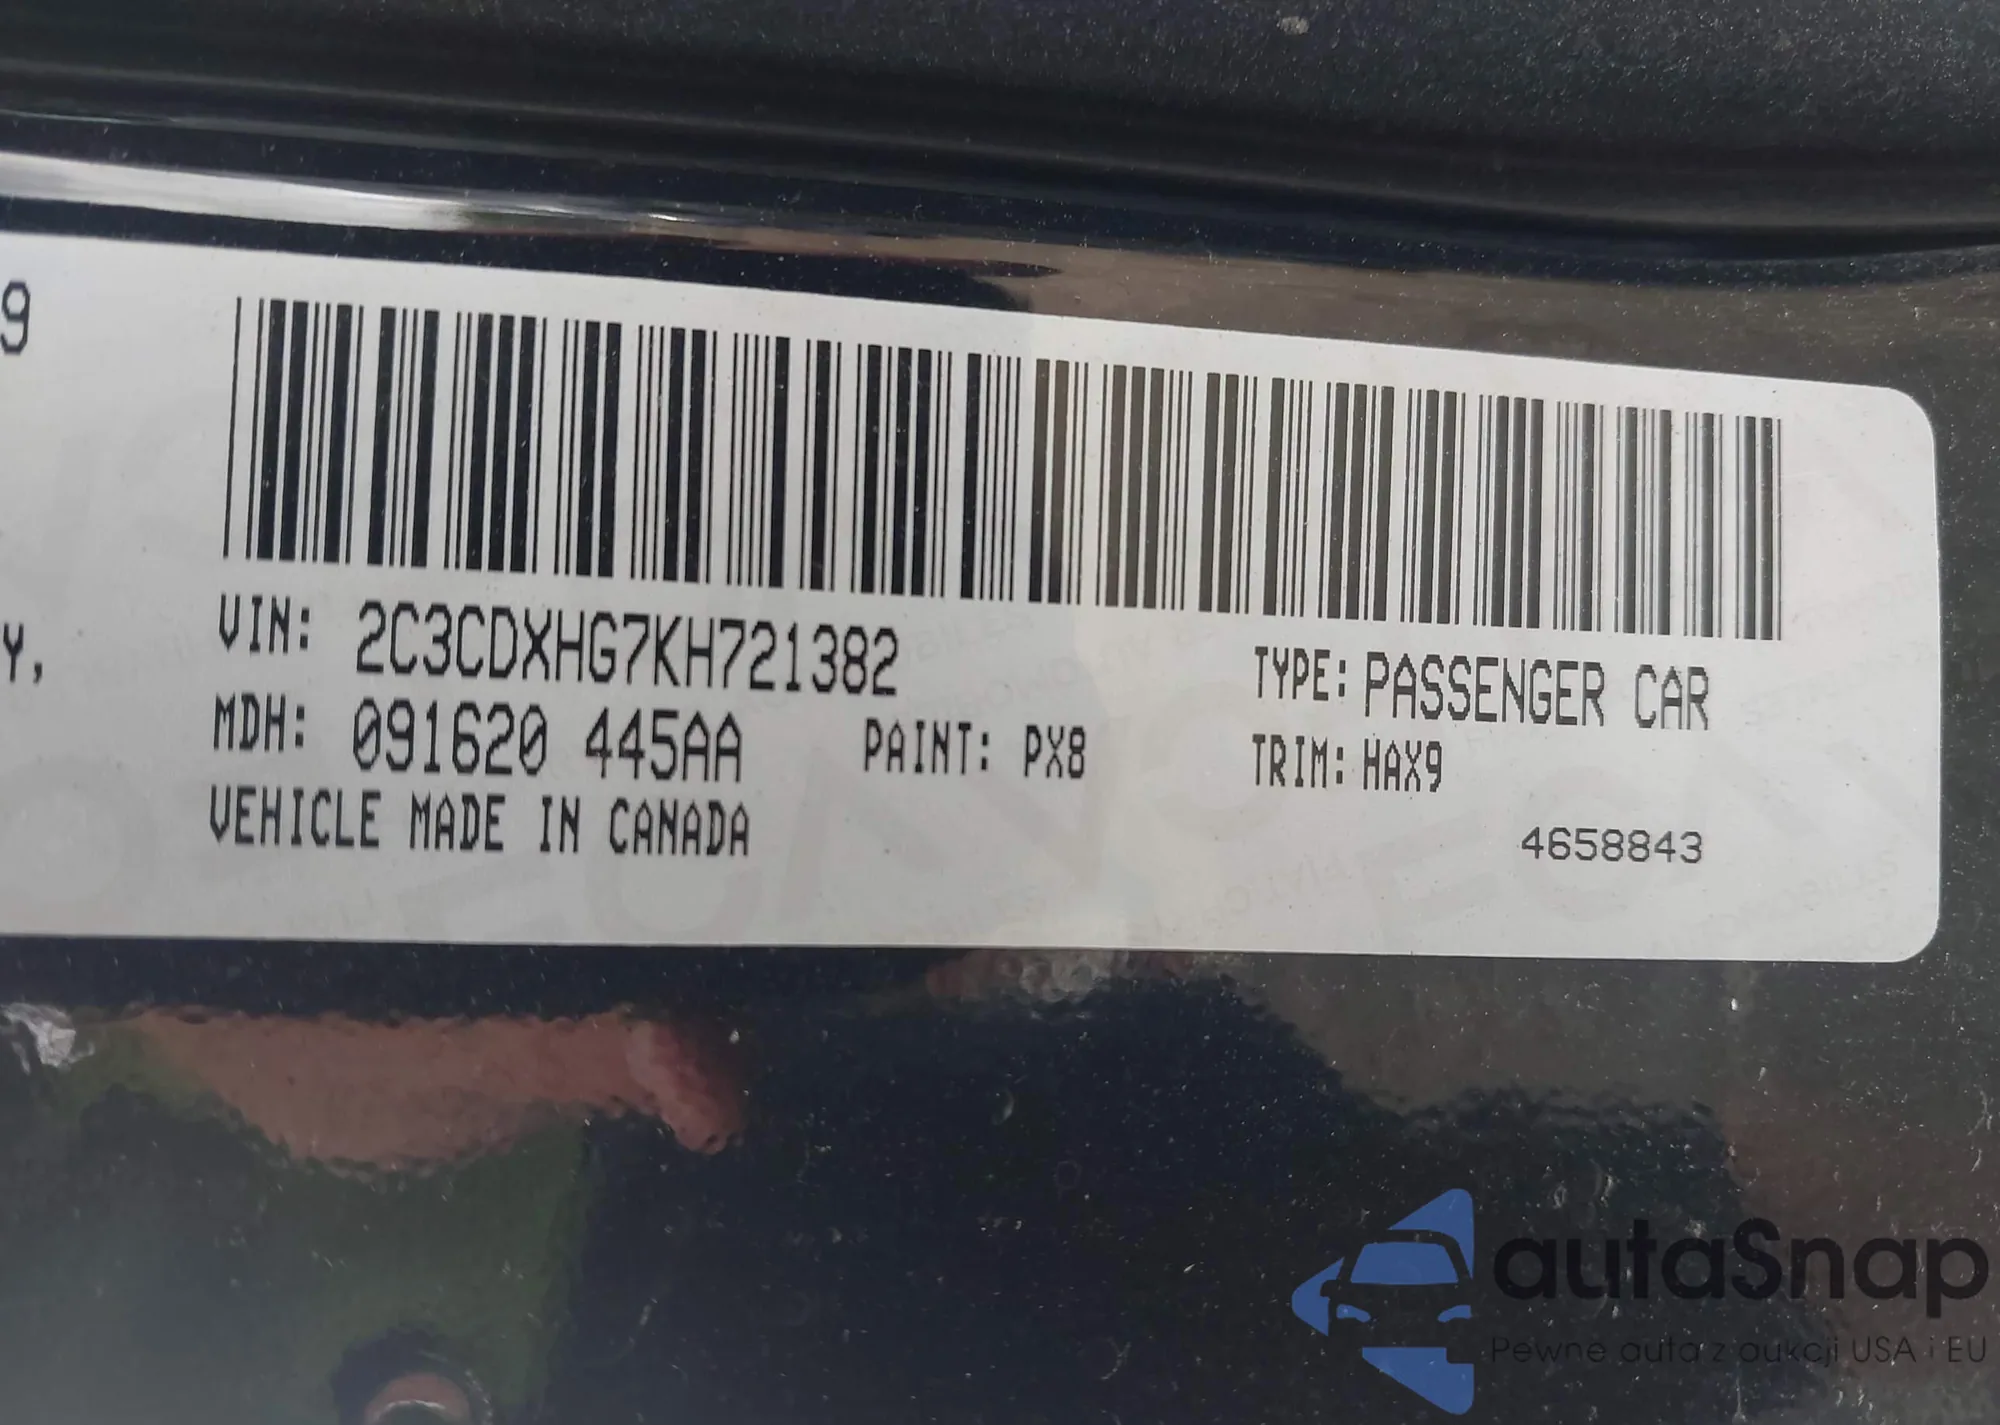 9
Y,
VIN: 2C3CDXHG7KH721382
TYPE: PASSENGER CAR
MDH: 091620 445AA
PAINT: PX8
TRIM: HAX9
VEHICLE MADE IN CANADA
4658843
autaSnap
Pewne auta z aukcji USA i EU